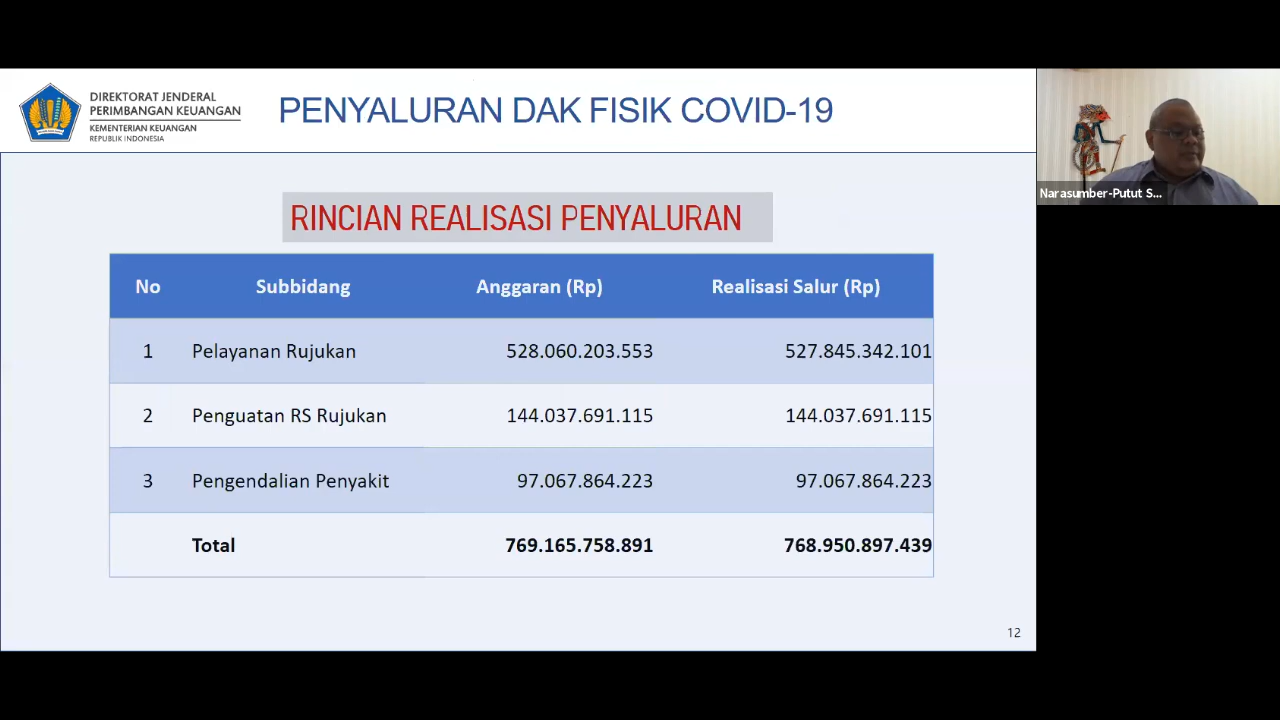 DIREKTORAT JENDERAL
PERIMBANGAN KEUANGAN
KEMENTERIAN KEUANGAN
REPUBLIK INDONESIA
PENYALURAN DAK FISIK COVID-19
Narasumber-Putut S...
RINCIAN REALISASI PENYALURAN
No Subbidang Anggaran (Rp) Realisasi Salur (Rp)
1 Pelayanan Rujukan 528.060.203.553 527.845.342.101
2 Penguatan RS Rujukan 144.037.691.115 144.037.691.115
3 Pengendalian Penyakit 97.067.864.223 97.067.864.223
Total 769.165.758.891 768.950.897.439
12